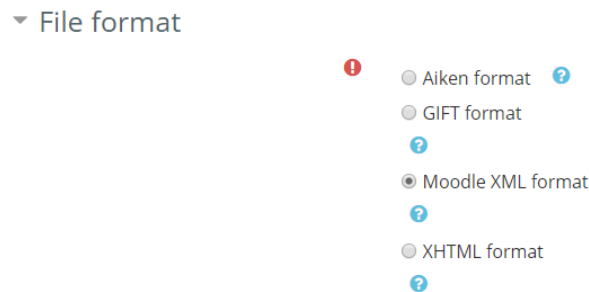 File format
Aiken format
GIFT format
Moodle XML format
XHTML format